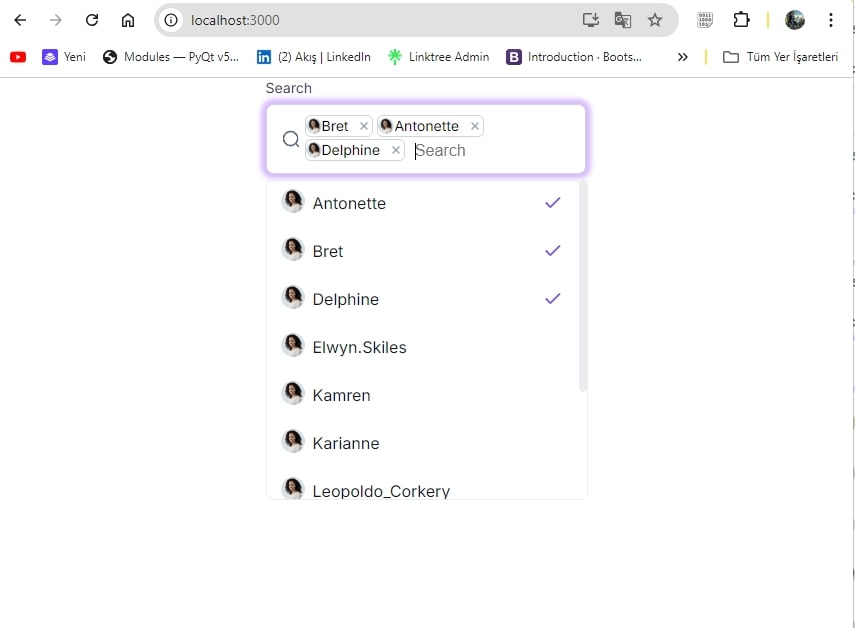 localhost:3000
Yeni Modules — PyQt v5... (2) Akış | LinkedIn Linktree Admin Introduction · Boots... » Tüm Yer İşaretleri
Search
Bret × Antonette ×
Delphine × Search
Antonette
Bret
Delphine
Elwyn.Skiles
Kamren
Karianne
Leopoldo_Corkery